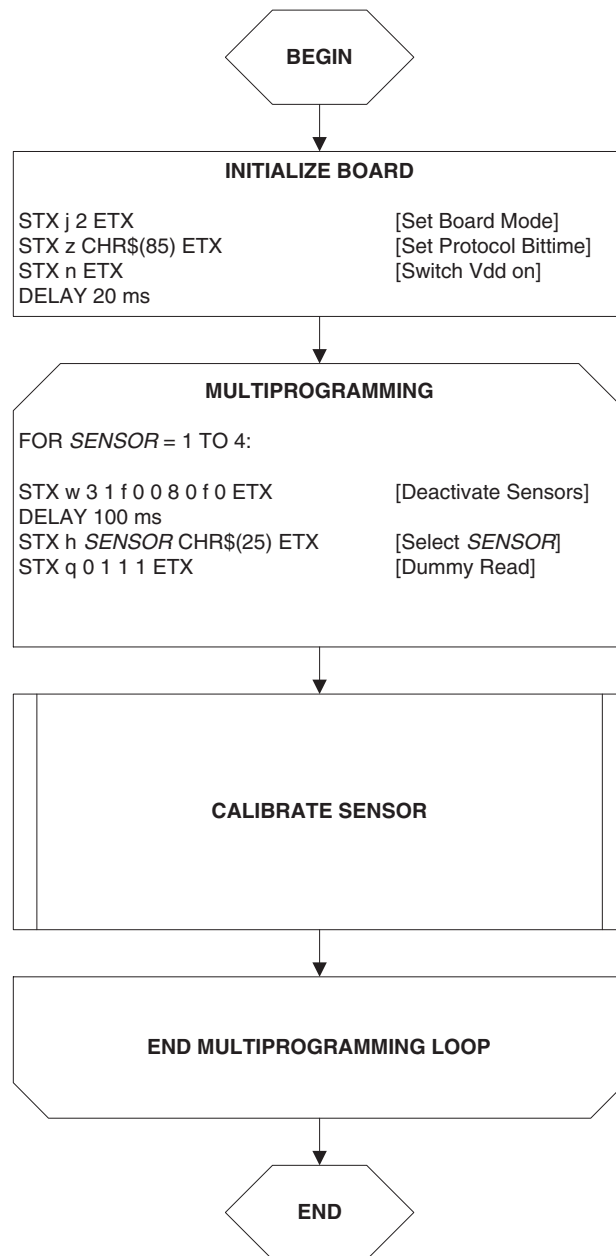 BEGIN
INITIALIZE BOARD
STX j 2 ETX [Set Board Mode]
STX z CHR$(85) ETX [Set Protocol Bittime]
STX n ETX [Switch Vdd on]
DELAY 20 ms
MULTIPROGRAMMING
FOR SENSOR = 1 TO 4:
STX w 3 1 f 0 0 8 0 f 0 ETX [Deactivate Sensors]
DELAY 100 ms
STX h SENSOR CHR$(25) ETX [Select SENSOR]
STX q 0 1 1 1 ETX [Dummy Read]
CALIBRATE SENSOR
END MULTIPROGRAMMING LOOP
END